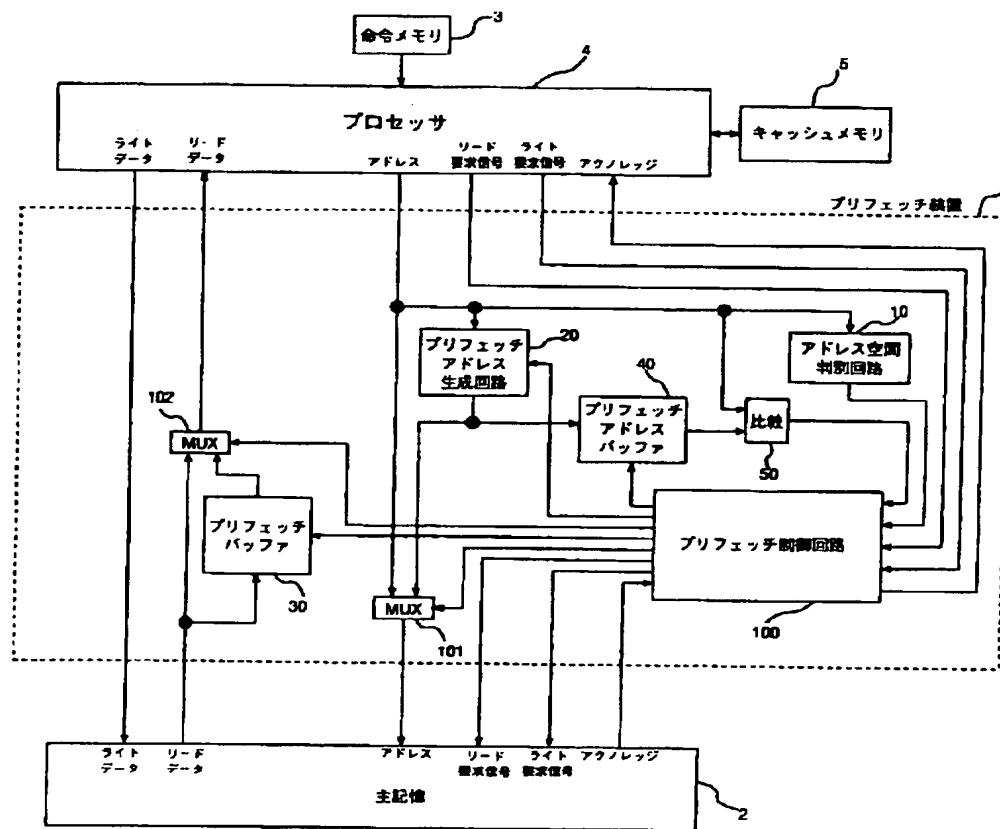 命令メモリ
3
4
プロセッサ
5
キャッシュメモリ
ライト
データ
リード
データ
アドレス
リード
要求信号
ライト
要求信号
アクノレッジ
プリフェッチ装置
プリフェッチ
アドレス
生成回路
20
10
アドレス空間
判別回路
40
プリフェッチ
アドレス
バッファ
比較
50
102
MUX
プリフェッチ
バッファ
30
プリフェッチ制御回路
100
MUX
101
ライト
データ
リード
データ
アドレス
リード
要求信号
ライト
要求信号
アクノレッジ
主記憶
2